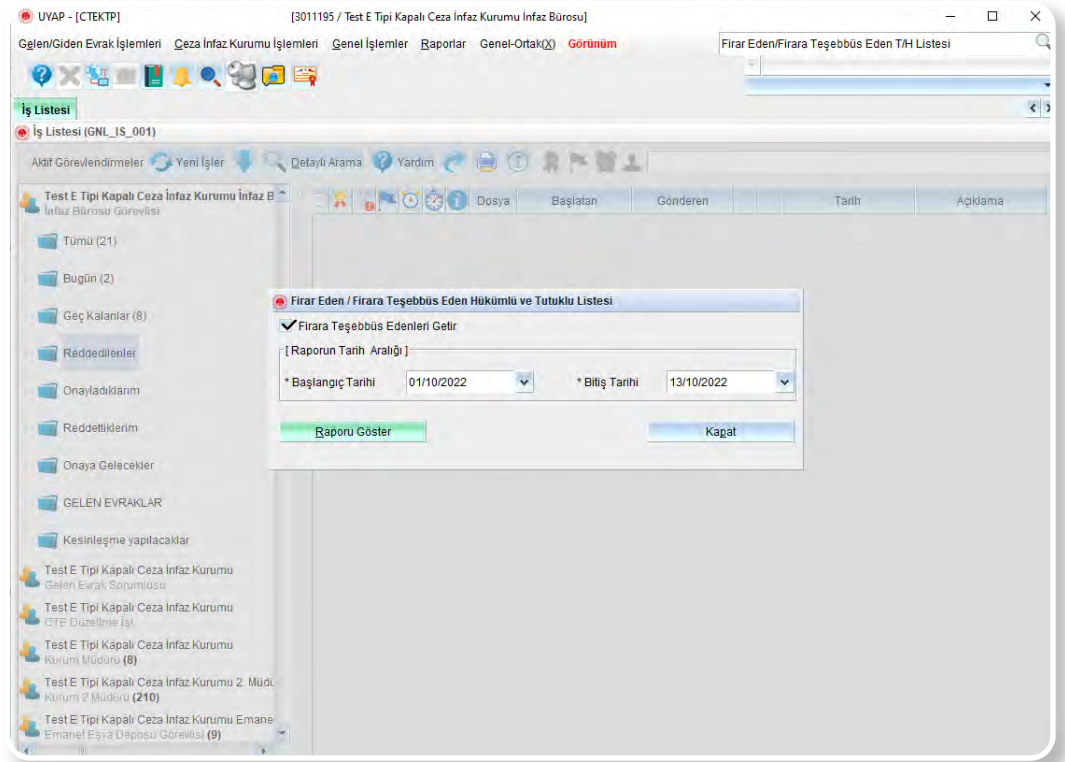 UYAP - [CTEKTP] [3011195 / Test E Tipi Kapalı Ceza İnfaz Kurumu İnfaz Bürosu]
Gelen/Giden Evrak İşlemleri Ceza İnfaz Kurumu İşlemleri Genel İşlemler Raporlar Genel-Ortak(X) Görünüm Firar Eden/Firara Teşebbüs Eden T/H Listesi
İş Listesi
İş Listesi (GNL_IS_001)
Aktif Görevlendirmeler Yeni İşler Detaylı Arama Yardım
Test E Tipi Kapalı Ceza İnfaz Kurumu İnfaz B
İnfaz Bürosu Görevlisi
Dosya Başlatan Gönderen Tarih Açıklama
Tümü (21)
Bugün (2)
Geç Kalanlar (8)
Reddedilenler
Onayladıklarım
Reddettiklerim
Onaya Gelecekler
GELEN EVRAKLAR
Kesinleşme yapılacaklar
Test E Tipi Kapalı Ceza İnfaz Kurumu
Gelen Evrak Sorumlusu
Test E Tipi Kapalı Ceza İnfaz Kurumu
CTE Düzeltme İşl.
Test E Tipi Kapalı Ceza İnfaz Kurumu
Kurum Müdürü (8)
Test E Tipi Kapalı Ceza İnfaz Kurumu 2. Müdü
Kurum 2 Müdürü (210)
Test E Tipi Kapalı Ceza İnfaz Kurumu Emane
Emanet Eşya Deposu Görevlisi (9)
Firar Eden / Firara Teşebbüs Eden Hükümlü ve Tutuklu Listesi
Firara Teşebbüs Edenleri Getir
[ Raporun Tarih Aralığı ]
* Başlangıç Tarihi 01/10/2022 * Bitiş Tarihi 13/10/2022
Raporu Göster Kapat